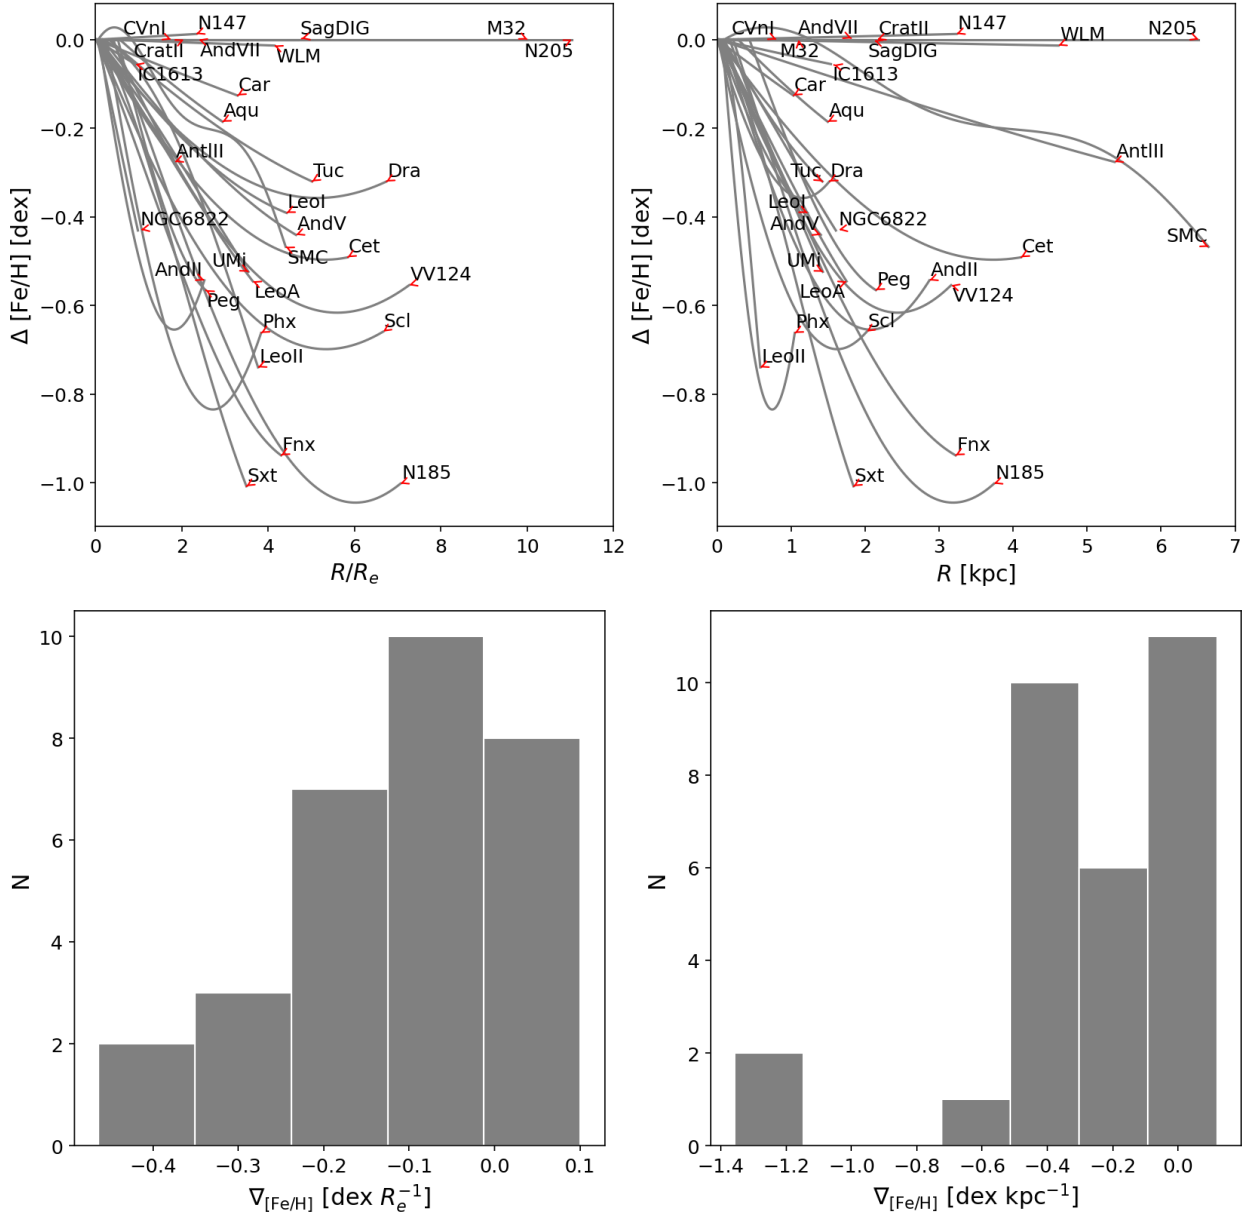 CVnI N147 SagDIG M32
CratII AndVII WLM N205
IC1613
Car
Aqu
AntIII
Tuc Dra
LeoI
NGC6822 AndV
SMC Cet
AndII UMi VV124
Peg LeoA
Phx Scl
LeoII
Fnx
Sxt N185
0.0
−0.2
−0.4
−0.6
−0.8
−1.0
Δ [Fe/H] [dex]
0 2 4 6 8 10 12
R/Rₑ
CVnI AndVII CratII N147 WLM N205
M32 SagDIG
IC1613
Car
Aqu
AntIII
Tuc Dra
LeoI
AndV NGC6822 SMC
Cet
UMi AndII
LeoA Peg VV124
Phx Scl
LeoII
Fnx
Sxt N185
0.0
−0.2
−0.4
−0.6
−0.8
−1.0
Δ [Fe/H] [dex]
0 1 2 3 4 5 6 7
R [kpc]
10
8
6
4
2
0
N
−0.4 −0.3 −0.2 −0.1 0.0 0.1
∇[Fe/H] [dex Rₑ⁻¹]
10
8
6
4
2
0
N
−1.4 −1.2 −1.0 −0.8 −0.6 −0.4 −0.2 0.0
∇[Fe/H] [dex kpc⁻¹]